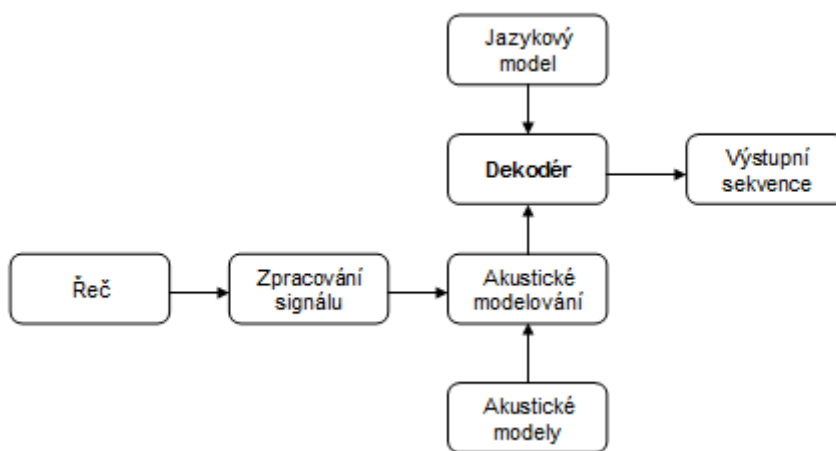 Jazykový
model
Dekodér
Výstupní
sekvence
Řeč
Zpracování
signálu
Akustické
modelování
Akustické
modely